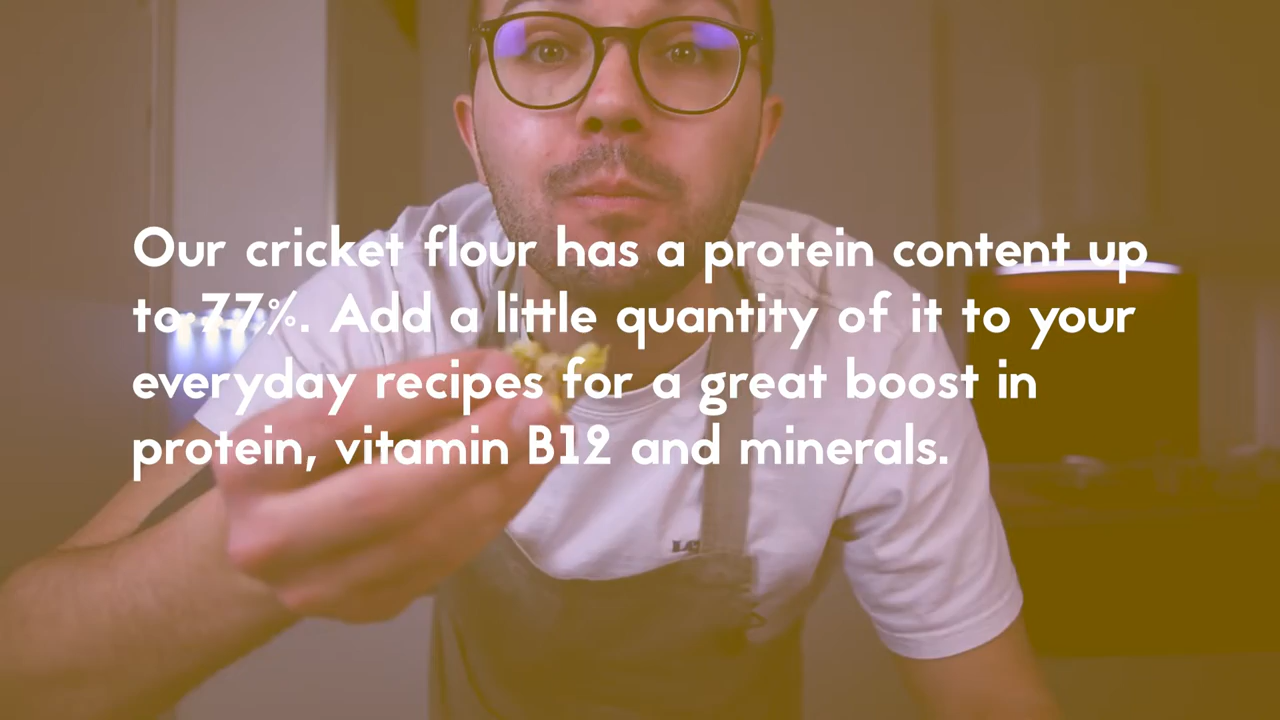 Our cricket flour has a protein content up
to 77%. Add a little quantity of it to your
everyday recipes for a great boost in
protein, vitamin B12 and minerals.